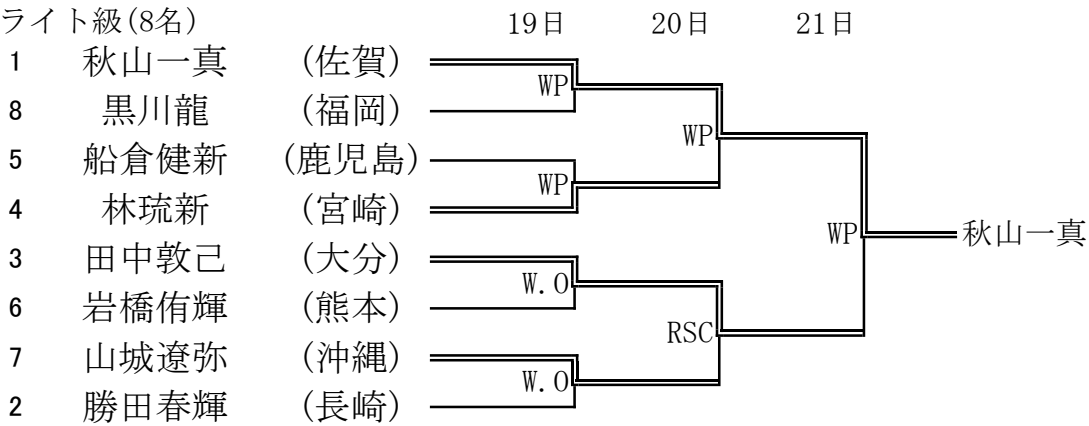 ライト級(8名) 19日 20日 21日
1 秋山一真 (佐賀)
WP
8 黒川龍 (福岡)
WP
5 船倉健新 (鹿児島)
WP
4 林琉新 (宮崎)
WP 秋山一真
3 田中敦己 (大分)
W.O
6 岩橋侑輝 (熊本)
RSC
7 山城遼弥 (沖縄)
W.O
2 勝田春輝 (長崎)